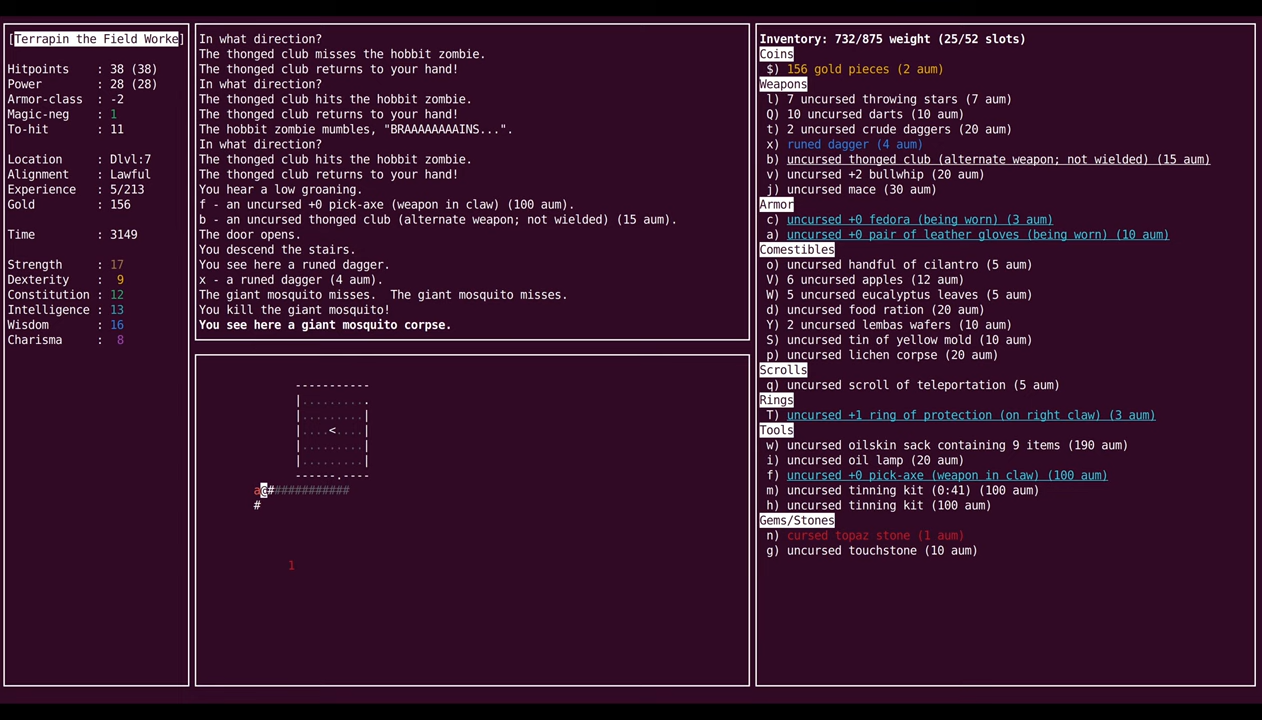 [Terrapin the Field Worke]
Hitpoints : 38 (38)
Power : 28 (28)
Armor-class : -2
Magic-neg : 1
To-hit : 11
Location : Dlvl:7
Alignment : Lawful
Experience : 5/213
Gold : 156
Time : 3149
Strength : 17
Dexterity : 9
Constitution : 12
Intelligence : 13
Wisdom : 16
Charisma : 8
In what direction?
The thonged club misses the hobbit zombie.
The thonged club returns to your hand!
In what direction?
The thonged club hits the hobbit zombie.
The thonged club returns to your hand!
The hobbit zombie mumbles, "BRAAAAAAAINS...".
In what direction?
The thonged club hits the hobbit zombie.
The thonged club returns to your hand!
You hear a low groaning.
f - an uncursed +0 pick-axe (weapon in claw) (100 aum).
b - an uncursed thonged club (alternate weapon; not wielded) (15 aum).
The door opens.
You descend the stairs.
You see here a runed dagger.
x - a runed dagger (4 aum).
The giant mosquito misses.  The giant mosquito misses.
You kill the giant mosquito!
You see here a giant mosquito corpse.
-----------
|..........
|.........|
|....<....|
|.........|
|.........|
------.----
a@############
#
1
Inventory: 732/875 weight (25/52 slots)
Coins
$) 156 gold pieces (2 aum)
Weapons
l) 7 uncursed throwing stars (7 aum)
Q) 10 uncursed darts (10 aum)
t) 2 uncursed crude daggers (20 aum)
x) runed dagger (4 aum)
b) uncursed thonged club (alternate weapon; not wielded) (15 aum)
v) uncursed +2 bullwhip (20 aum)
j) uncursed mace (30 aum)
Armor
c) uncursed +0 fedora (being worn) (3 aum)
a) uncursed +0 pair of leather gloves (being worn) (10 aum)
Comestibles
o) uncursed handful of cilantro (5 aum)
V) 6 uncursed apples (12 aum)
W) 5 uncursed eucalyptus leaves (5 aum)
d) uncursed food ration (20 aum)
Y) 2 uncursed lembas wafers (10 aum)
S) uncursed tin of yellow mold (10 aum)
p) uncursed lichen corpse (20 aum)
Scrolls
q) uncursed scroll of teleportation (5 aum)
Rings
T) uncursed +1 ring of protection (on right claw) (3 aum)
Tools
w) uncursed oilskin sack containing 9 items (190 aum)
i) uncursed oil lamp (20 aum)
f) uncursed +0 pick-axe (weapon in claw) (100 aum)
m) uncursed tinning kit (0:41) (100 aum)
h) uncursed tinning kit (100 aum)
Gems/Stones
n) cursed topaz stone (1 aum)
g) uncursed touchstone (10 aum)